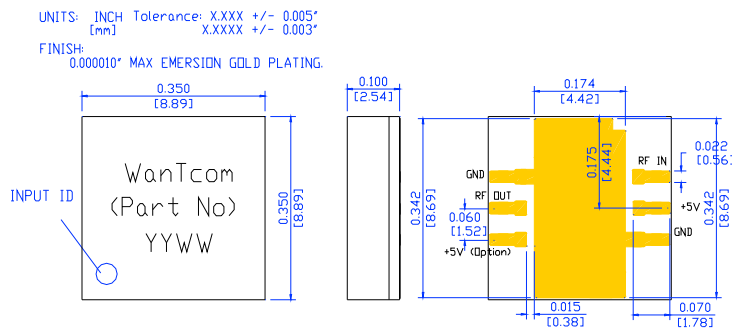 UNITS: INCH Tolerance: X.XXX +/- 0.005"
[mm] X.XXXX +/- 0.003"
FINISH:
0.000010" MAX EMERSION GOLD PLATING.
0.350
[8.89]
0.100
[2.54]
0.174
[4.42]
WanTcom
(Part No)
YYWW
INPUT ID
0.350
[8.89]
0.342
[8.69]
GND
RF OUT
0.060
[1.52]
+5V (Option)
0.175
[4.44]
RF IN
0.022
[0.56]
+5V
GND
0.342
[8.69]
0.015
[0.38]
0.070
[1.78]